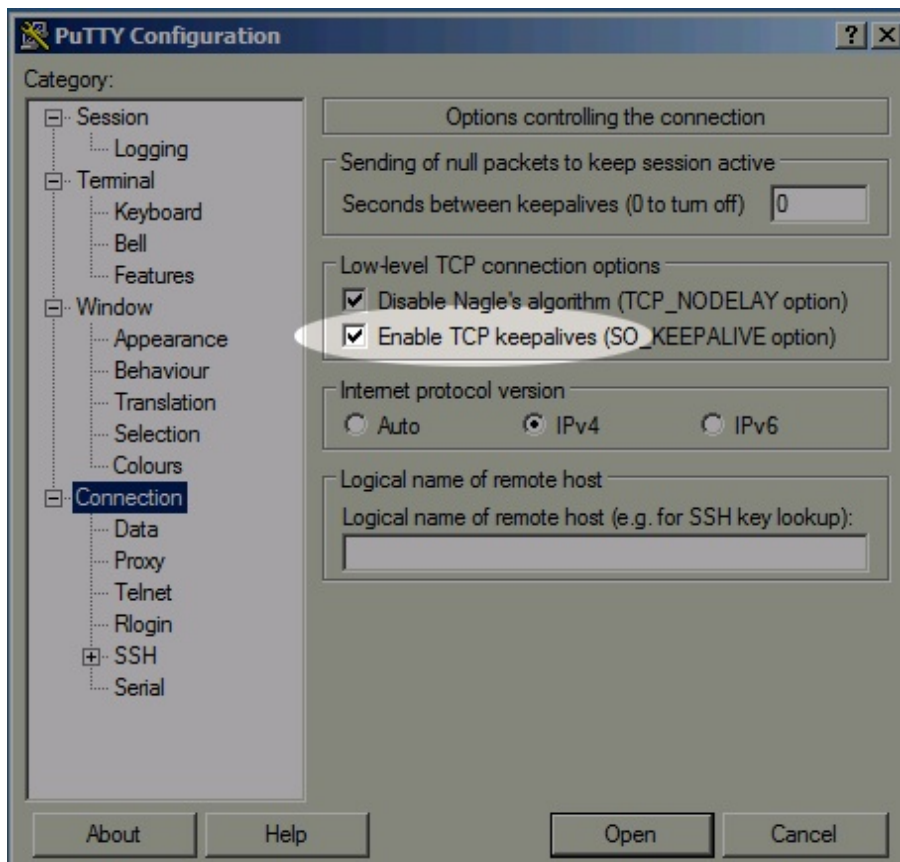 PuTTY Configuration
Category:
Session
Logging
Terminal
Keyboard
Bell
Features
Window
Appearance
Behaviour
Translation
Selection
Colours
Connection
Data
Proxy
Telnet
Rlogin
SSH
Serial
Options controlling the connection
Sending of null packets to keep session active
Seconds between keepalives (0 to turn off) 0
Low-level TCP connection options
Disable Nagle's algorithm (TCP_NODELAY option)
Enable TCP keepalives (SO_KEEPALIVE option)
Internet protocol version
Auto IPv4 IPv6
Logical name of remote host
Logical name of remote host (e.g. for SSH key lookup):
About Help Open Cancel